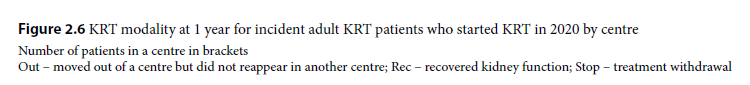 Figure 2.6 KRT modality at 1 year for incident adult KRT patients who started KRT in 2020 by centre
Number of patients in a centre in brackets
Out – moved out of a centre but did not reappear in another centre; Rec – recovered kidney function; Stop – treatment withdrawal